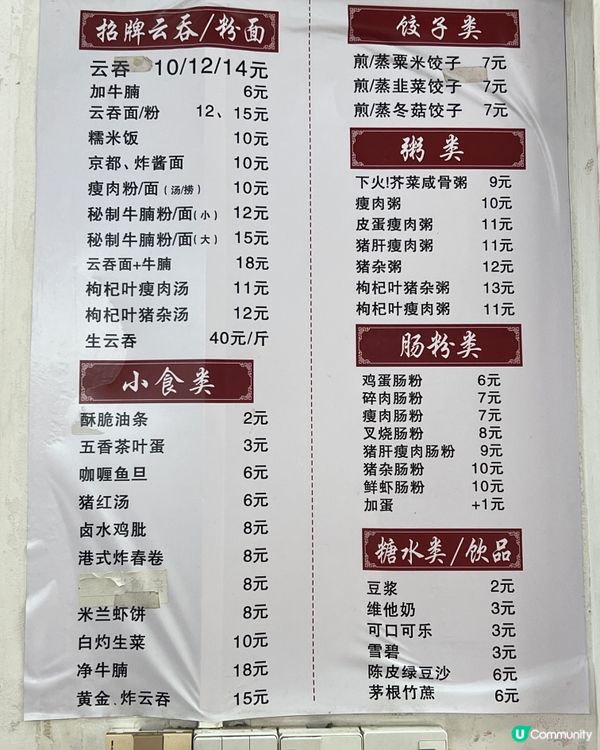 招牌云吞/粉面
云吞 10/12/14元
加牛腩 6元
云吞面/粉 12、15元
糯米饭 10元
京都、炸酱面 10元
瘦肉粉/面(汤/捞) 10元
秘制牛腩粉/面(小) 12元
秘制牛腩粉/面(大) 15元
云吞面+牛腩 18元
枸杞叶瘦肉汤 11元
枸杞叶猪杂汤 12元
生云吞 40元/斤
小食类
酥脆油条 2元
五香茶叶蛋 3元
咖喱鱼旦 6元
猪红汤 6元
卤水鸡肶 8元
港式炸春卷 8元
8元
米兰虾饼 8元
白灼生菜 10元
净牛腩 18元
黄金、炸云吞 15元
饺子类
煎/蒸粟米饺子 7元
煎/蒸韭菜饺子 7元
煎/蒸冬菇饺子 7元
粥类
下火!芥菜咸骨粥 9元
瘦肉粥 10元
皮蛋瘦肉粥 11元
猪肝瘦肉粥 11元
猪杂粥 12元
枸杞叶猪杂粥 13元
枸杞叶瘦肉粥 11元
肠粉类
鸡蛋肠粉 6元
碎肉肠粉 7元
瘦肉肠粉 7元
叉烧肠粉 8元
猪肝瘦肉肠粉 9元
猪杂肠粉 10元
鲜虾肠粉 10元
加蛋 +1元
糖水类/饮品
豆浆 2元
维他奶 3元
可口可乐 3元
雪碧 3元
陈皮绿豆沙 6元
茅根竹蔗 6元
U Community